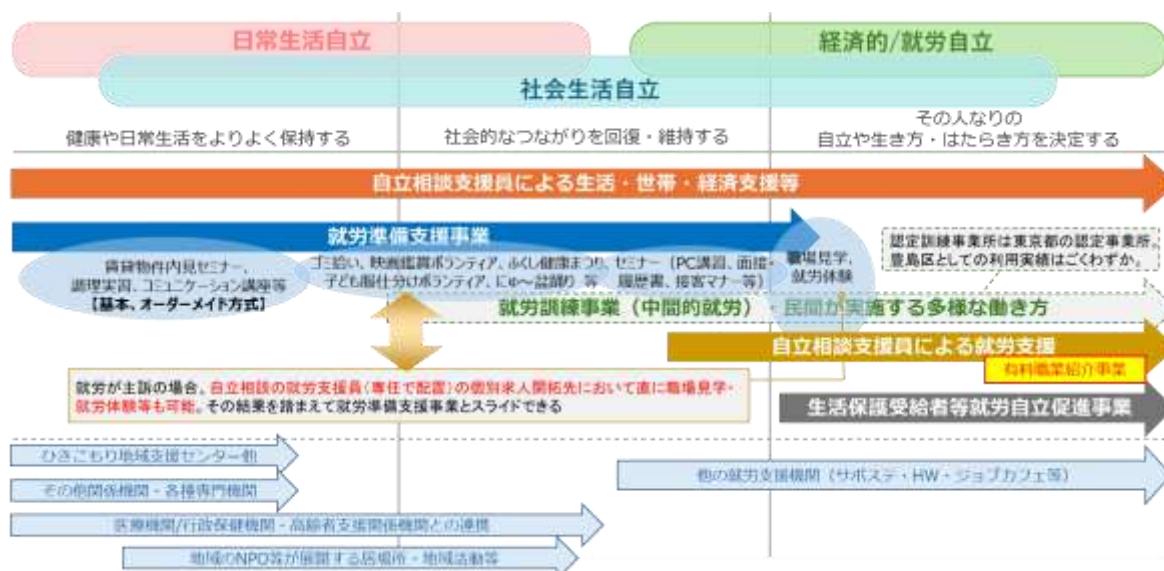 日常生活自立
経済的/就労自立
社会生活自立
健康や日常生活をよりよく保持する
社会的なつながりを回復・維持する
その人なりの
自立や生き方・はたらき方を決定する
自立相談支援員による生活・世帯・経済支援等
就労準備支援事業
賃貸物件内見セミナー、
調理実習、コミュニケーション講座等
【基本、オーダーメイド方式】
ゴミ拾い、映画鑑賞ボランティア、ふくし健康まつり、
子ども服仕分けボランティア、にゅ～盆踊り 等
セミナー(PC講習、面接・
履歴書、接客マナー等)
職場見学、
就労体験
認定訓練事業所は東京都の認定事業所。
豊島区としての利用実績はごくわずか。
就労訓練事業(中間的就労)・民間が実施する多様な働き方
自立相談支援員による就労支援
有料職業紹介事業
就労が主訴の場合、自立相談の就労支援員(専任で配置)の個別求人開拓先において直に職場見学・
就労体験等も可能。その結果を踏まえて就労準備支援事業とスライドできる
生活保護受給者等就労自立促進事業
ひきこもり地域支援センター他
その他関係機関・各種専門機関
他の就労支援機関(サポステ・HW・ジョブカフェ等)
医療機関/行政保健機関・高齢者支援関係機関との連携
地域のNPO等が展開する居場所・地域活動等